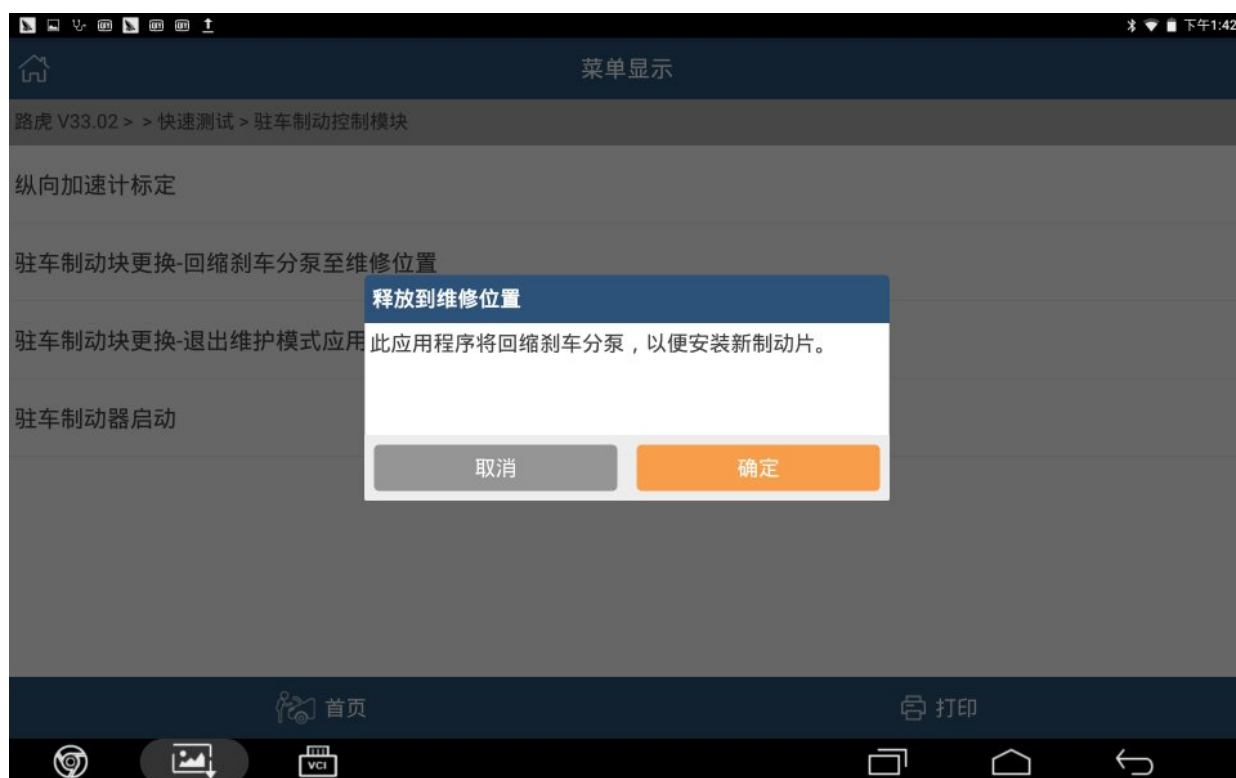 下午1:42
菜单显示
路虎 V33.02 > > 快速测试 > 驻车制动控制模块
纵向加速计标定
驻车制动块更换-回缩刹车分泵至维修位置
释放到维修位置
驻车制动块更换-退出维护模式应用
此应用程序将回缩刹车分泵，以便安装新制动片。
驻车制动器启动
取消
确定
首页
打印
VCI